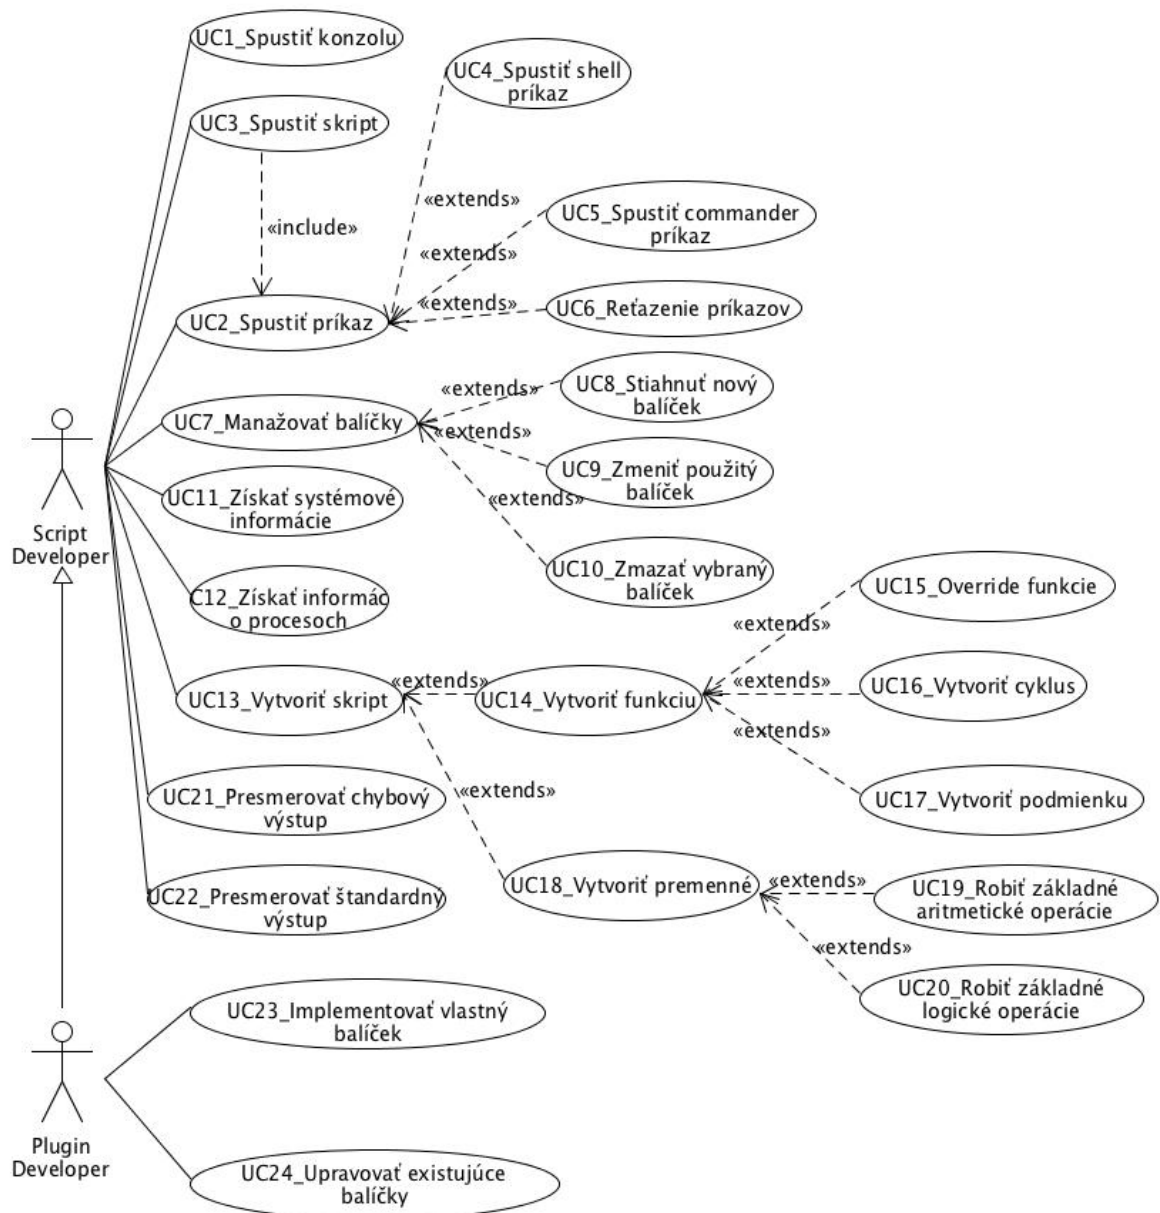 UC1_Spustiť konzolu
UC4_Spustiť shell
príkaz
UC3_Spustiť skript
«extends»
UC5_Spustiť commander
príkaz
«include»
«extends»
«extends»
UC6_Reťazenie príkazov
UC2_Spustiť príkaz
UC8_Stiahnuť nový
balíček
«extends»
UC7_Manažovať balíčky
«extends»
UC9_Zmeniť použitý
balíček
UC11_Získať systémové
informácie
«extends»
Script
Developer
UC10_Zmazať vybraný
balíček
C12_Získať informác
o procesoch
UC15_Override funkcie
«extends»
UC13_Vytvoriť skript
«extends»
UC14_Vytvoriť funkciu
«extends»
UC16_Vytvoriť cyklus
«extends»
UC21_Presmerovať chybový
výstup
«extends»
UC17_Vytvoriť podmienku
UC22_Presmerovať štandardný
výstup
UC18_Vytvoriť premenné
«extends»
UC19_Robiť základné
aritmetické operácie
«extends»
UC20_Robiť základné
logické operácie
UC23_Implementovať vlastný
balíček
Plugin
Developer
UC24_Upravovať existujúce
balíčky